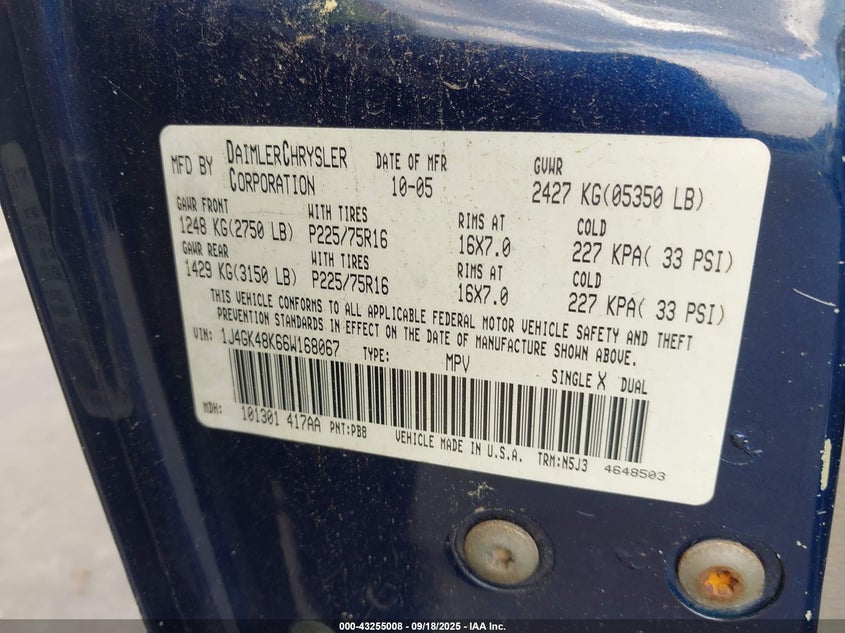 MFD BY DAIMLERCHRYSLER CORPORATION DATE OF MFR 10-05 GVWR 2427 KG(05350 LB)
GAWR FRONT WITH TIRES RIMS AT COLD
1248 KG(2750 LB) P225/75R16 16X7.0 227 KPA( 33 PSI)
GAWR REAR WITH TIRES RIMS AT COLD
1429 KG(3150 LB) P225/75R16 16X7.0 227 KPA( 33 PSI)
THIS VEHICLE CONFORMS TO ALL APPLICABLE FEDERAL MOTOR VEHICLE SAFETY AND THEFT
PREVENTION STANDARDS IN EFFECT ON THE DATE OF MANUFACTURE SHOWN ABOVE.
VIN: 1J4GK48K66W168067 TYPE: MPV SINGLE X DUAL
MDH: 101301 417AA PNT:PB8 VEHICLE MADE IN U.S.A. TRM:N5J3 4648503
000-43255008 - 09/18/2025 - IAA Inc.